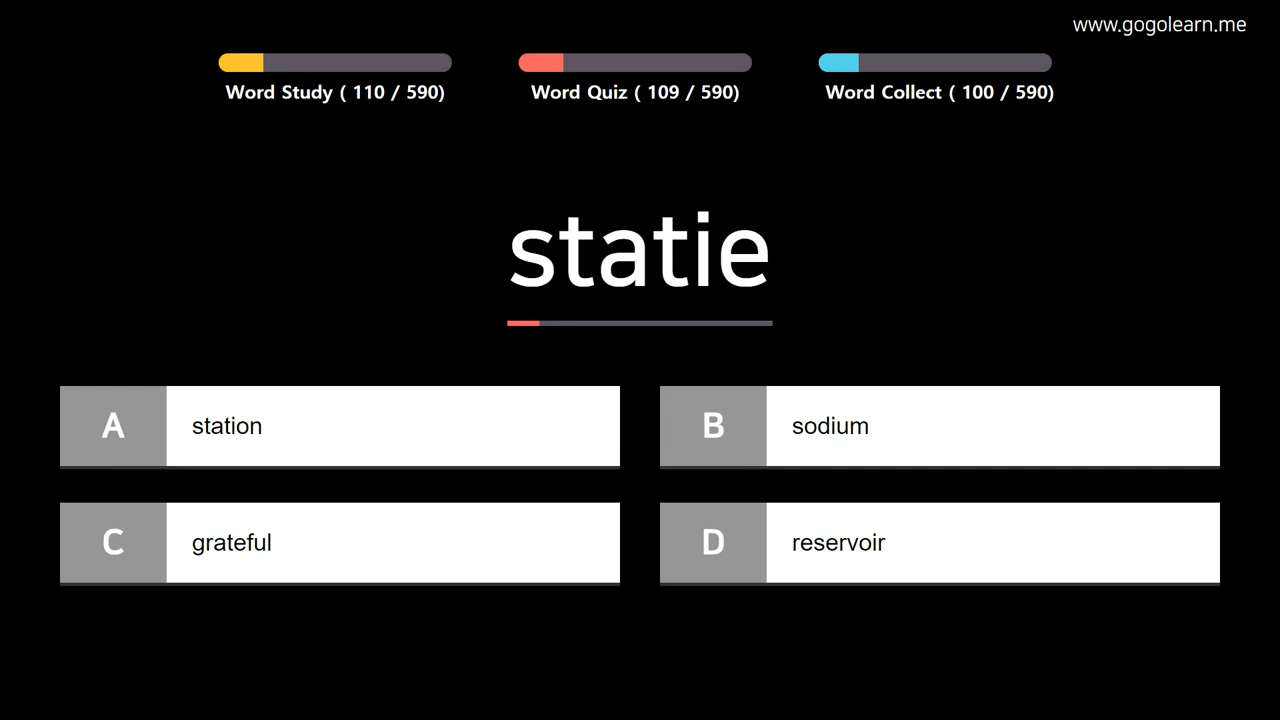 www.gogolearn.me
Word Study ( 110 / 590)
Word Quiz ( 109 / 590)
Word Collect ( 100 / 590)
statie
A station
B sodium
C grateful
D reservoir